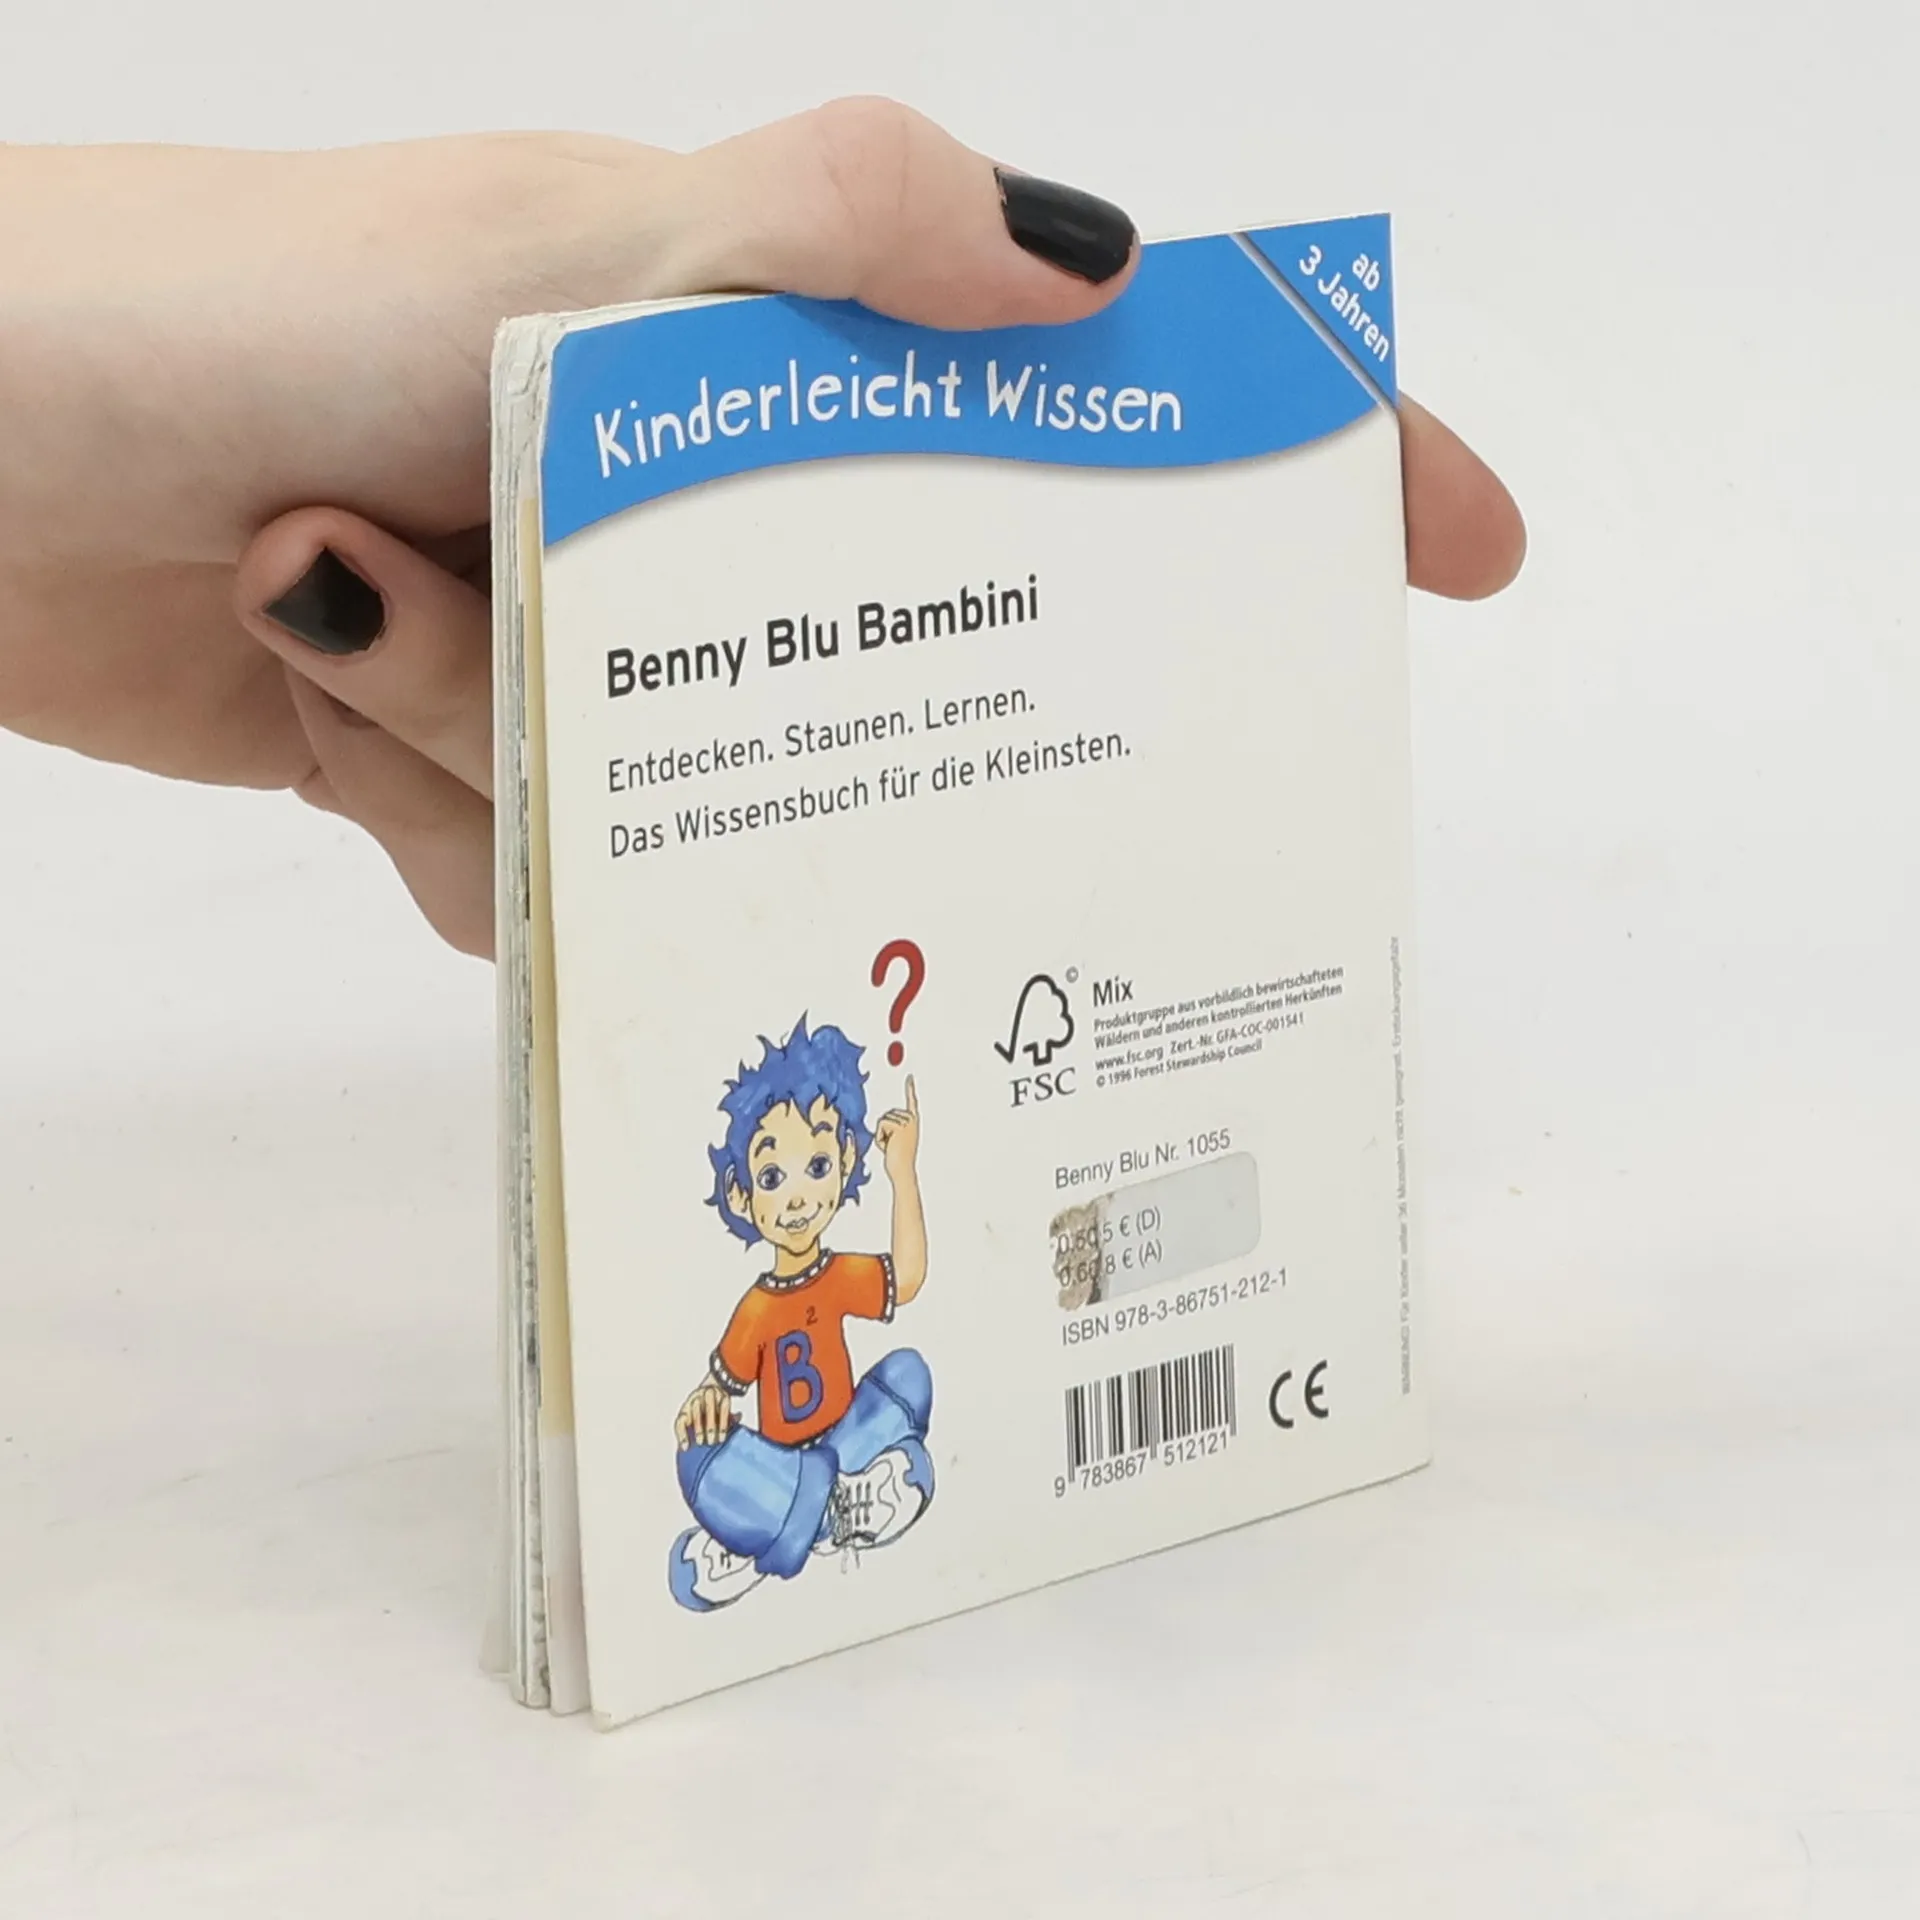 ab
3 Jahren
Kinderleicht Wissen
Benny Blu Bambini
Entdecken. Staunen. Lernen.
Das Wissensbuch für die Kleinsten.
?
©
Mix
Produktgruppe aus vorbildlich bewirtschafteten
Wäldern und anderen kontrollierten Herkünften
www.fsc.org Zert.-Nr. GFA-COC-001541
© 1996 Forest Stewardship Council
FSC
Benny Blu Nr. 1055
5 € (D)
8 € (A)
ISBN 978-3-86751-212-1
B
2
CE
9 783867 512121